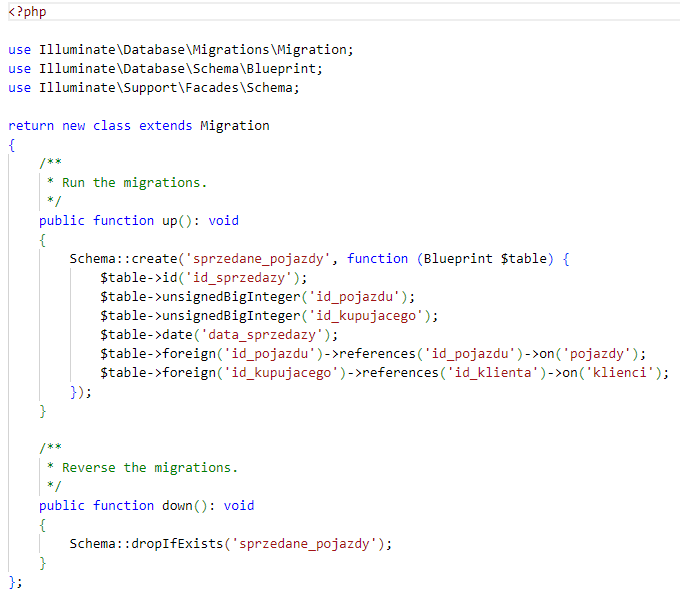 <?php
use Illuminate\Database\Migrations\Migration;
use Illuminate\Database\Schema\Blueprint;
use Illuminate\Support\Facades\Schema;
return new class extends Migration
{
    /**
     * Run the migrations.
     */
    public function up(): void
    {
        Schema::create('sprzedane_pojazdy', function (Blueprint $table) {
            $table->id('id_sprzedazy');
            $table->unsignedBigInteger('id_pojazdu');
            $table->unsignedBigInteger('id_kupujacego');
            $table->date('data_sprzedazy');
            $table->foreign('id_pojazdu')->references('id_pojazdu')->on('pojazdy');
            $table->foreign('id_kupujacego')->references('id_klienta')->on('klienci');
        });
    }
    /**
     * Reverse the migrations.
     */
    public function down(): void
    {
        Schema::dropIfExists('sprzedane_pojazdy');
    }
};